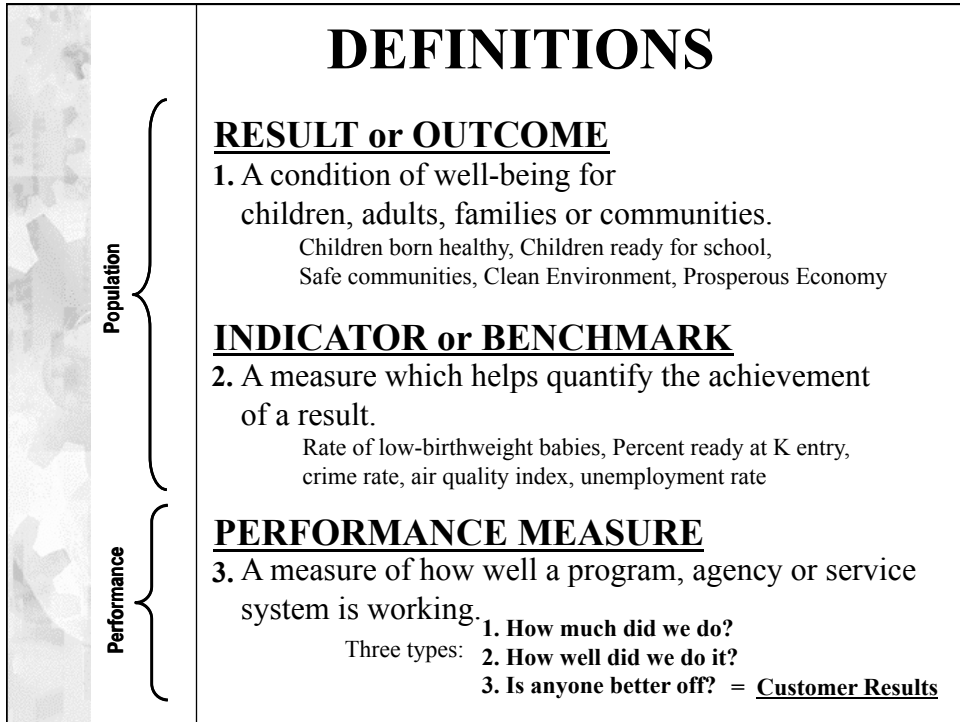 DEFINITIONS
Population
RESULT or OUTCOME
1. A condition of well-being for
children, adults, families or communities.
Children born healthy, Children ready for school,
Safe communities, Clean Environment, Prosperous Economy
INDICATOR or BENCHMARK
2. A measure which helps quantify the achievement
of a result.
Rate of low-birthweight babies, Percent ready at K entry,
crime rate, air quality index, unemployment rate
Performance
PERFORMANCE MEASURE
3. A measure of how well a program, agency or service
system is working.
Three types:
1. How much did we do?
2. How well did we do it?
3. Is anyone better off? = Customer Results